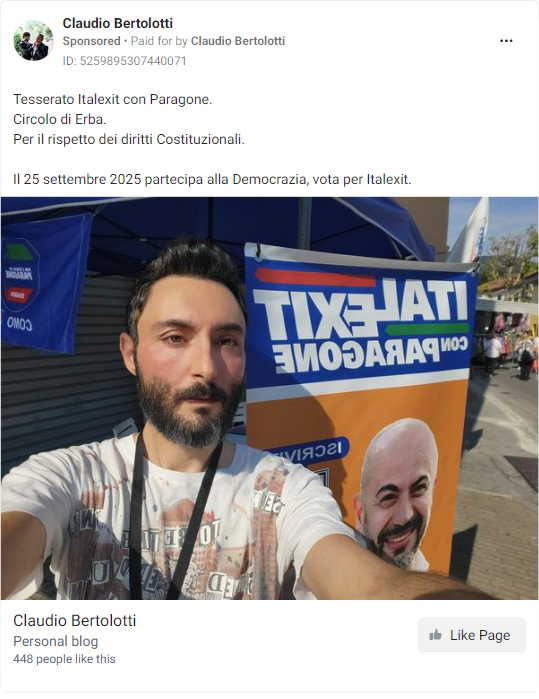 Claudio Bertolotti
Sponsored • Paid for by Claudio Bertolotti
ID: 5259895307440071
Tesserato Italexit con Paragone.
Circolo di Erba.
Per il rispetto dei diritti Costituzionali.
Il 25 settembre 2025 partecipa alla Democrazia, vota per Italexit.
PARAGONE
COMO
ITALEXIT
CON PARAGONE
ISCRIVITI
Claudio Bertolotti
Personal blog
448 people like this
Like Page